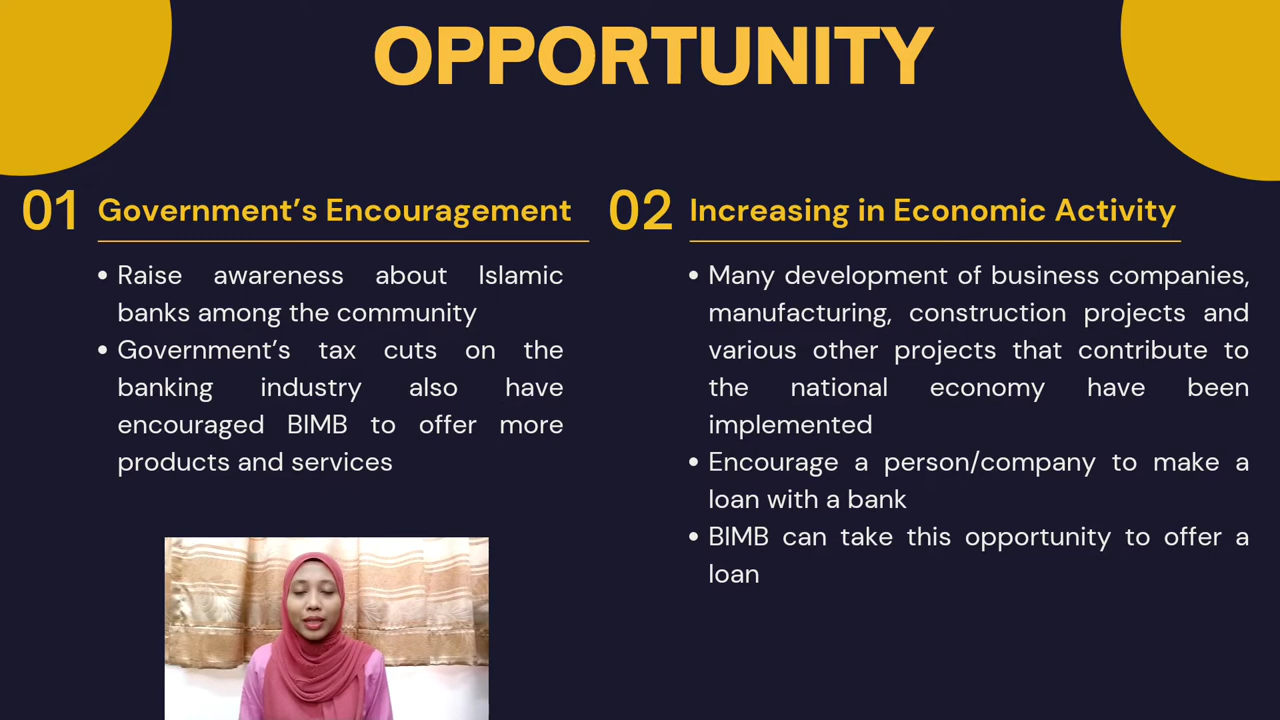 OPPORTUNITY
01 Government’s Encouragement
• Raise awareness about Islamic
banks among the community
• Government’s tax cuts on the
banking industry also have
encouraged BIMB to offer more
products and services
02 Increasing in Economic Activity
• Many development of business companies,
manufacturing, construction projects and
various other projects that contribute to
the national economy have been
implemented
• Encourage a person/company to make a
loan with a bank
• BIMB can take this opportunity to offer a
loan